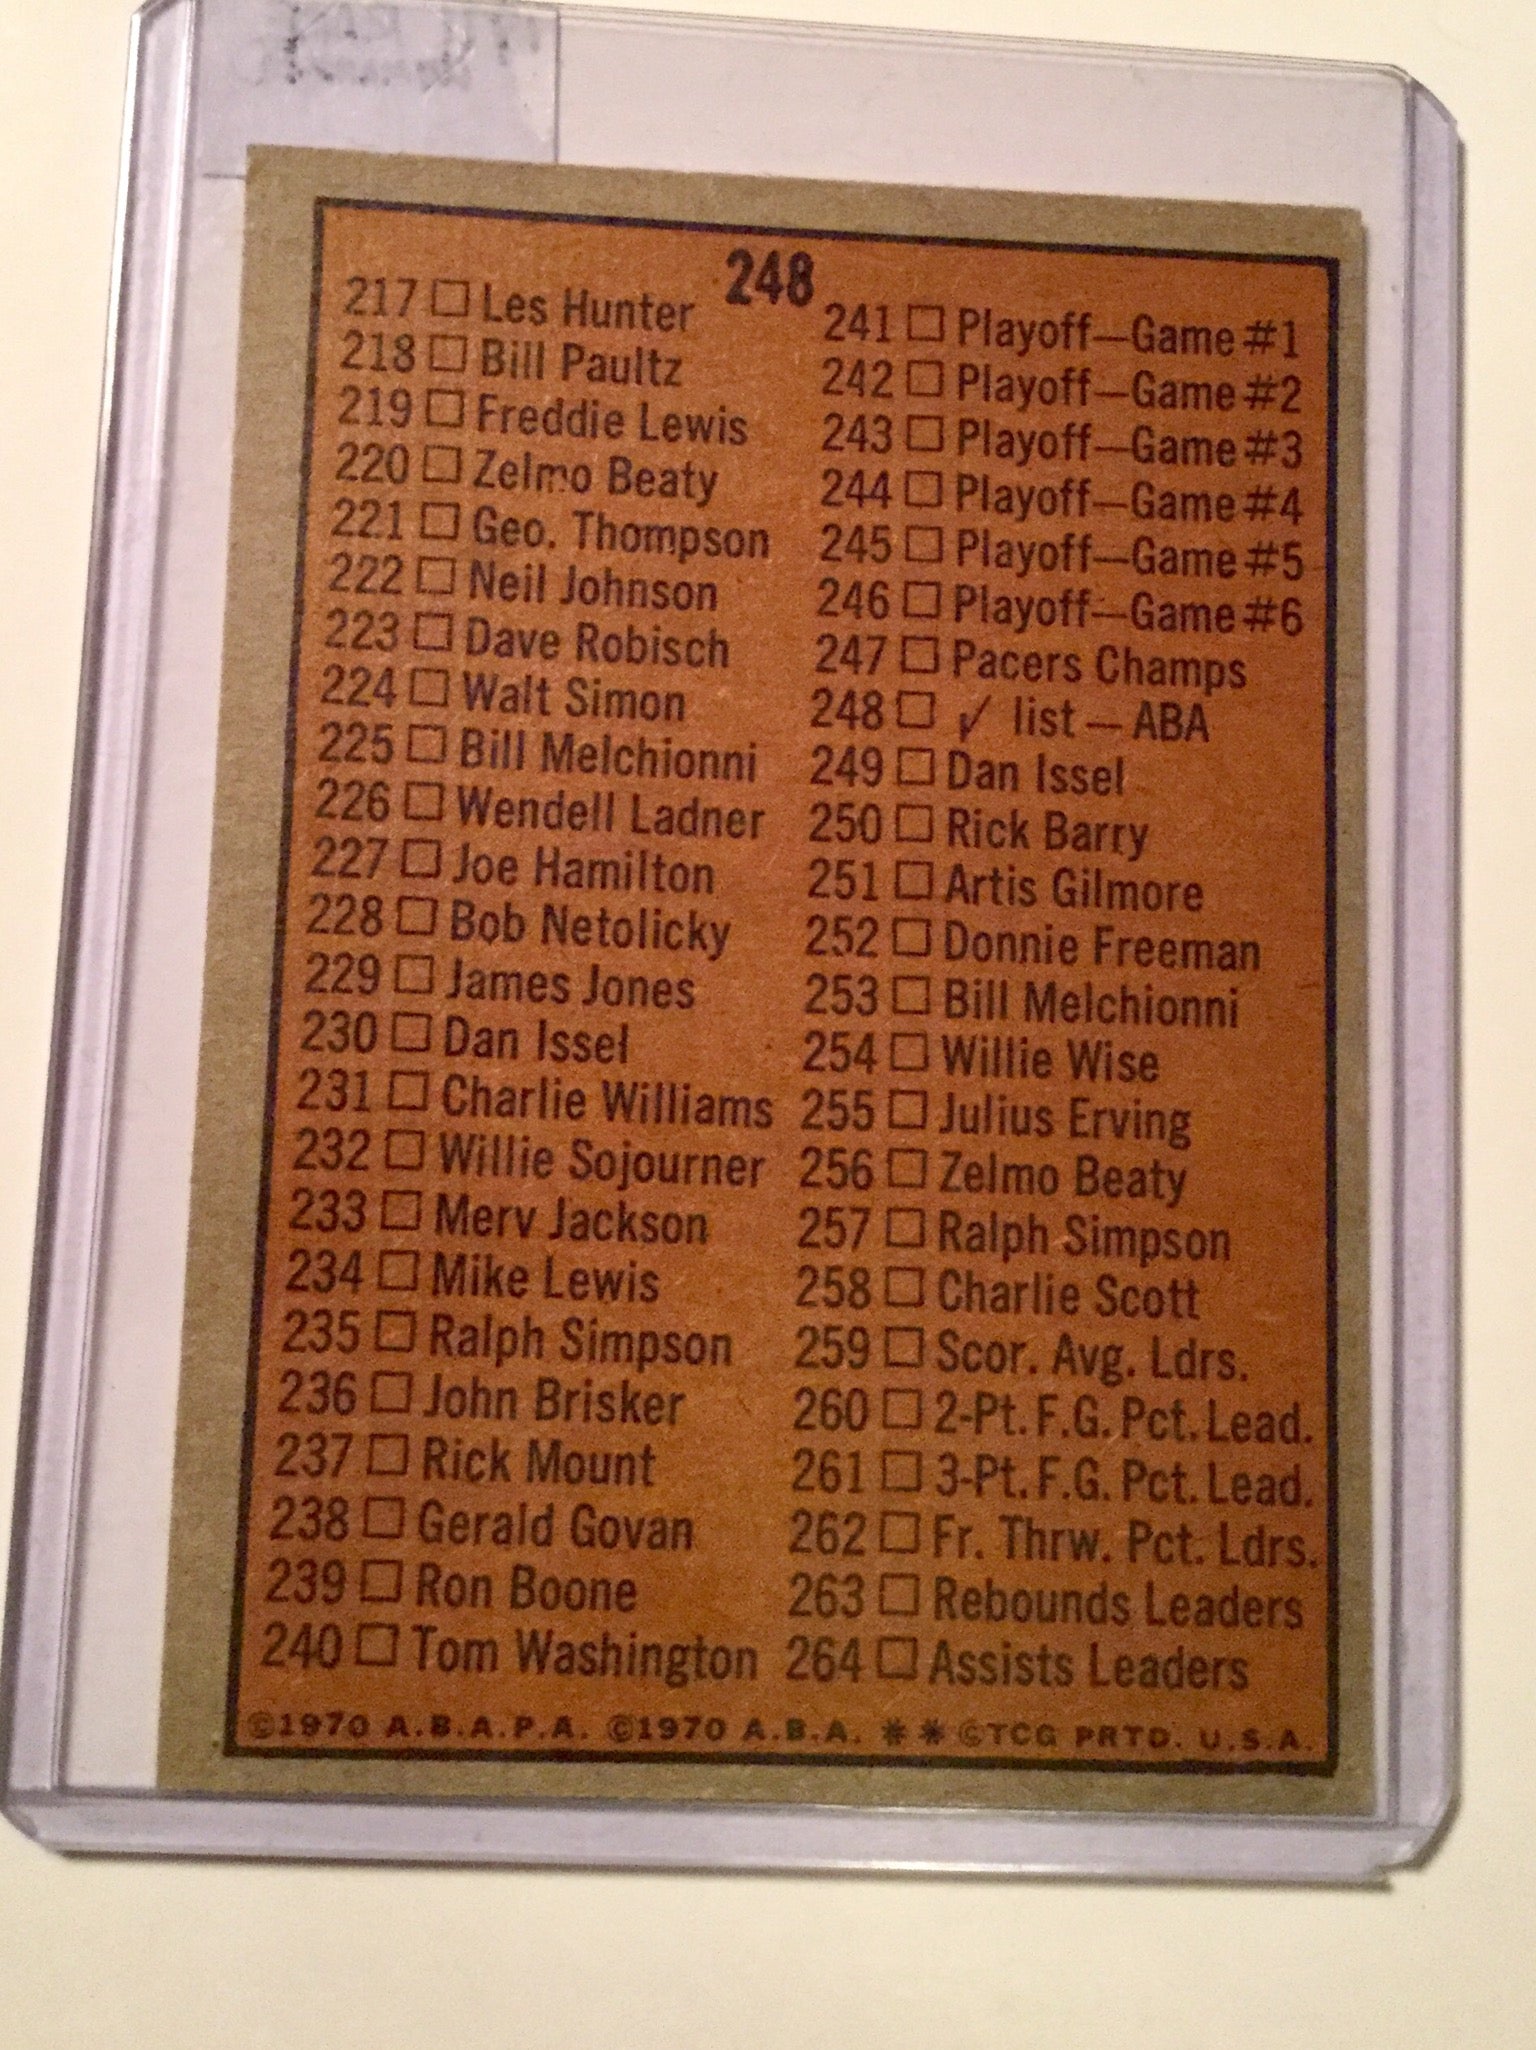 248
217 □ Les Hunter
218 □ Bill Paultz
219 □ Freddie Lewis
220 □ Zelmo Beaty
221 □ Geo. Thompson
222 □ Neil Johnson
223 □ Dave Robisch
224 □ Walt Simon
225 □ Bill Melchionni
226 □ Wendell Ladner
227 □ Joe Hamilton
228 □ Bob Netolicky
229 □ James Jones
230 □ Dan Issel
231 □ Charlie Williams
232 □ Willie Sojourner
233 □ Merv Jackson
234 □ Mike Lewis
235 □ Ralph Simpson
236 □ John Brisker
237 □ Rick Mount
238 □ Gerald Govan
239 □ Ron Boone
240 □ Tom Washington
241 □ Playoff—Game #1
242 □ Playoff—Game #2
243 □ Playoff—Game #3
244 □ Playoff—Game #4
245 □ Playoff—Game #5
246 □ Playoff—Game #6
247 □ Pacers Champs
248 □ ✓ list — ABA
249 □ Dan Issel
250 □ Rick Barry
251 □ Artis Gilmore
252 □ Donnie Freeman
253 □ Bill Melchionni
254 □ Willie Wise
255 □ Julius Erving
256 □ Zelmo Beaty
257 □ Ralph Simpson
258 □ Charlie Scott
259 □ Scor. Avg. Ldrs.
260 □ 2-Pt. F.G. Pct. Lead.
261 □ 3-Pt. F.G. Pct. Lead.
262 □ Fr. Thrw. Pct. Ldrs.
263 □ Rebounds Leaders
264 □ Assists Leaders
©1970 A.B.A.P.A. ©1970 A.B.A. ** ©TCG PRTD. U.S.A.